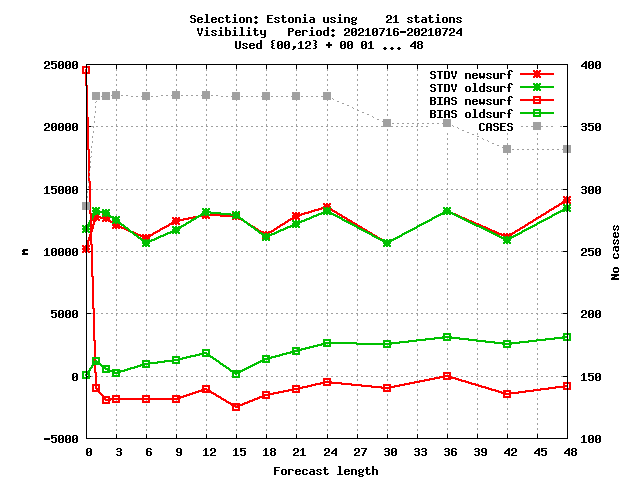 Selection: Estonia using    21 stations
Visibility   Period: 20210716-20210724
Used {00,12} + 00 01 ... 48
25000
20000
15000
10000
5000
0
-5000
m
400
350
300
250
200
150
100
No cases
STDV newsurf
STDV oldsurf
BIAS newsurf
BIAS oldsurf
CASES
0 3 6 9 12 15 18 21 24 27 30 33 36 39 42 45 48
Forecast length